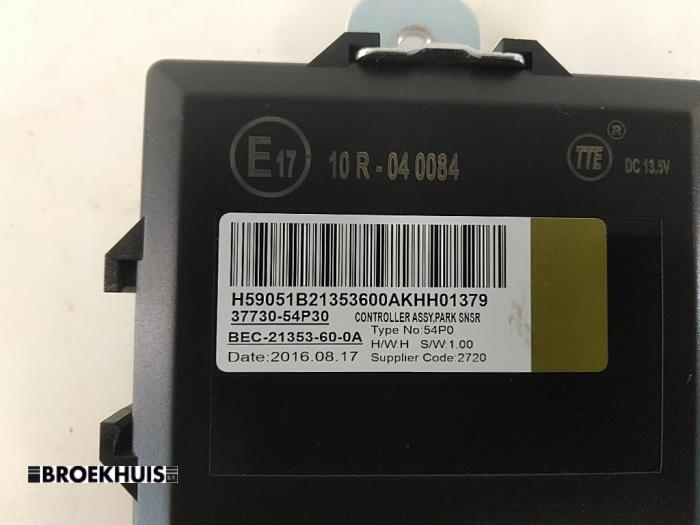 E17 10 R - 04 0084
TTE ® DC 13.5V
H59051B21353600AKHH01379
37730-54P30 CONTROLLER ASSY,PARK SNSR
Type No:54P0
BEC-21353-60-0A H/W:H S/W:1.00
Date:2016.08.17 Supplier Code:2720
BROEKHUIS